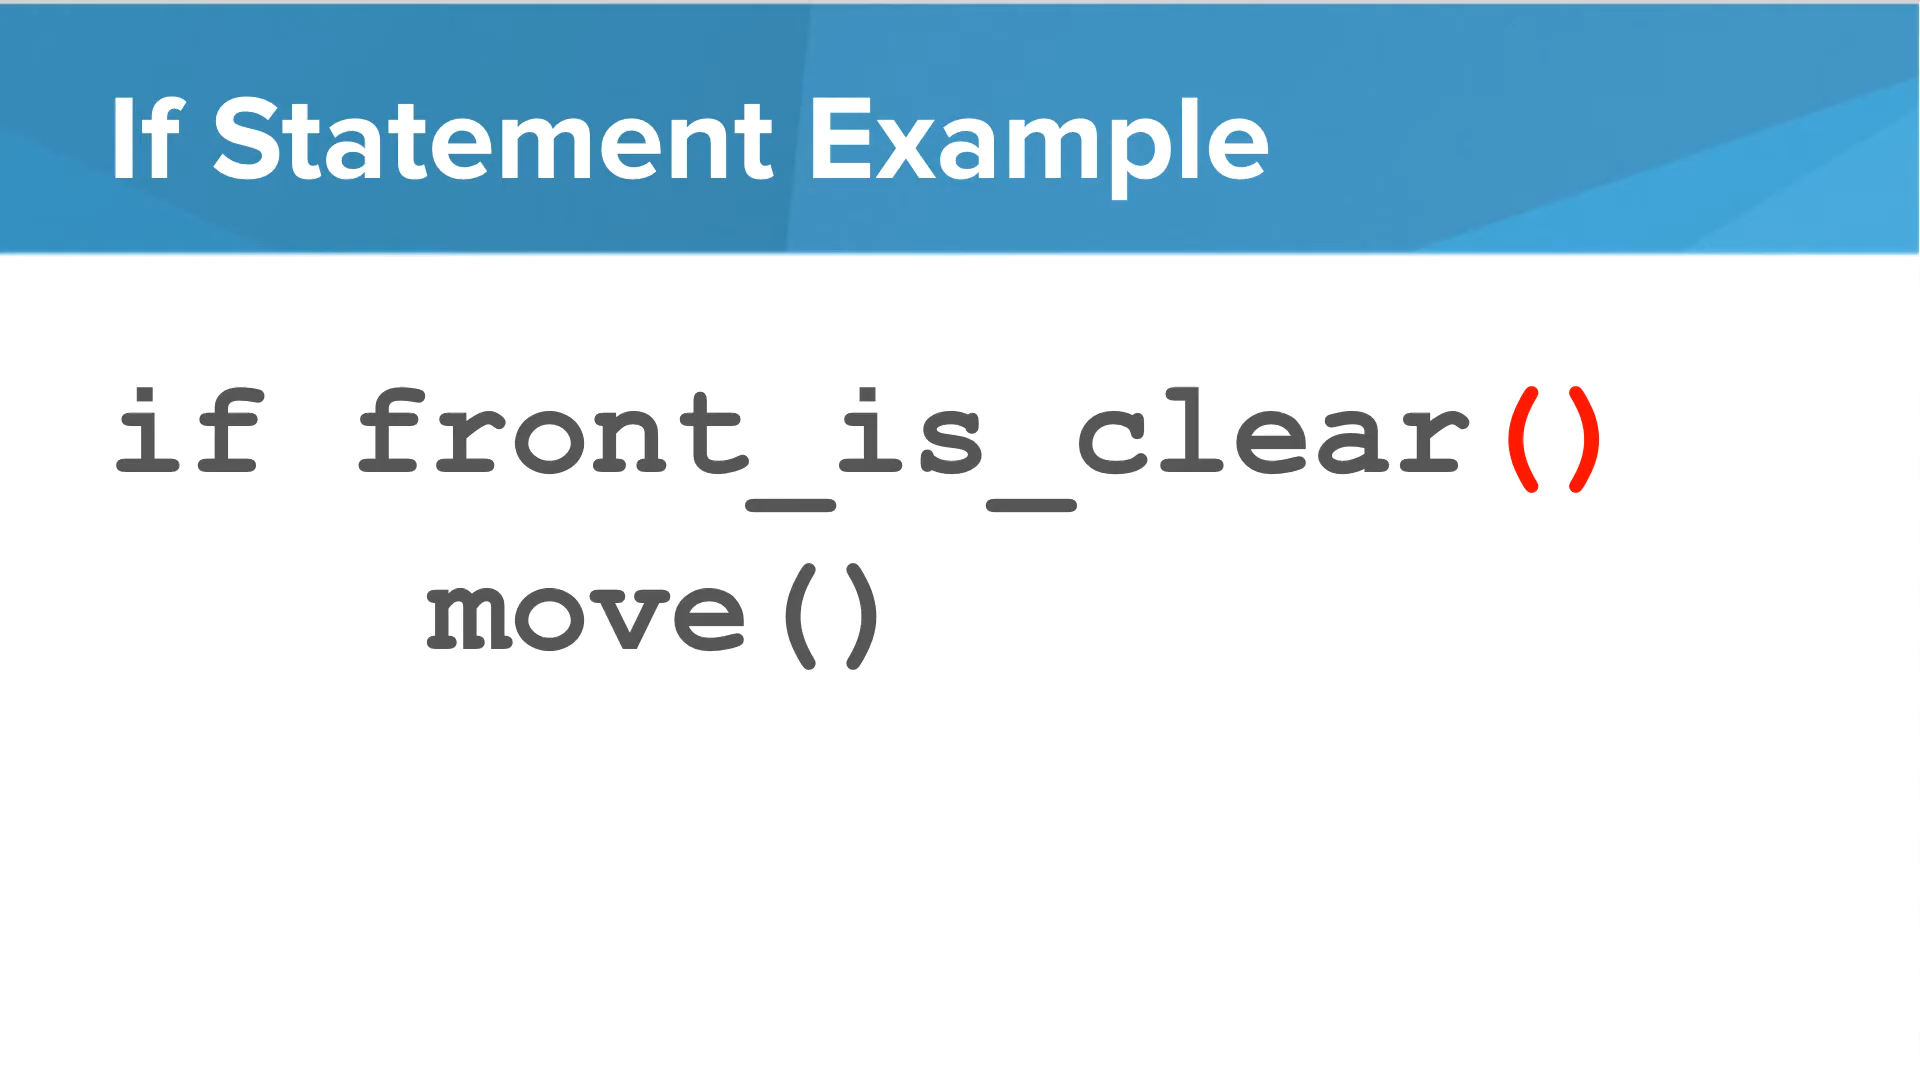 If Statement Example
if front_is_clear()
move()